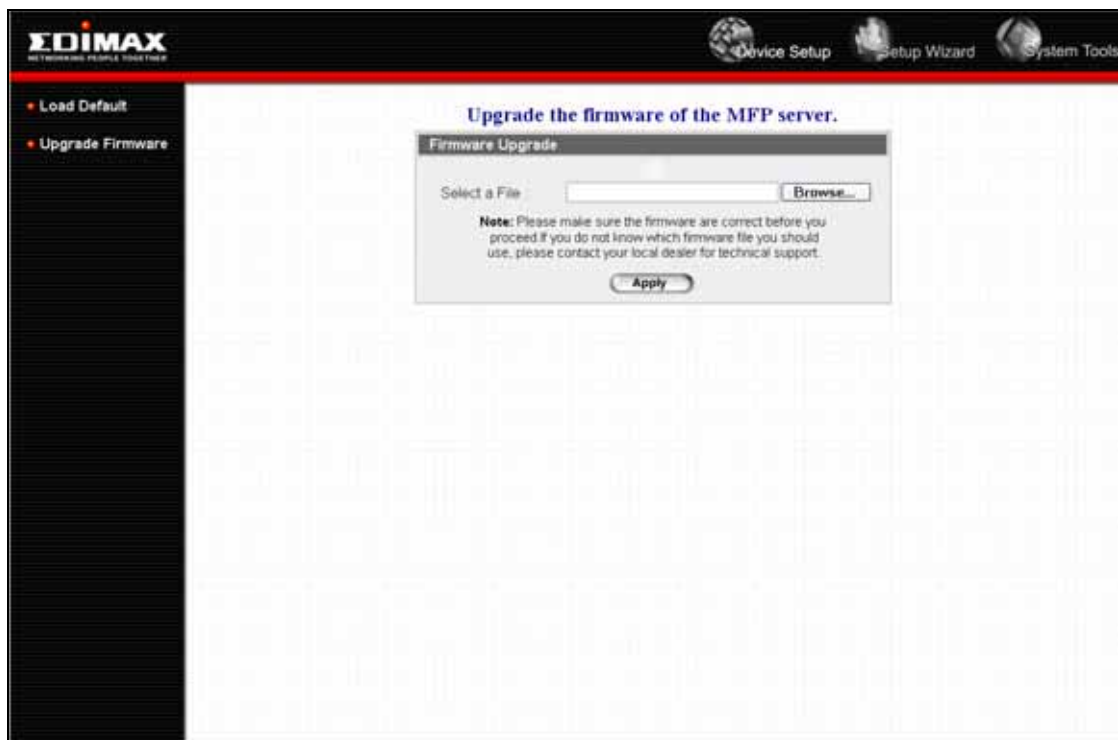 EDIMAX
NETWORKING PEOPLE TOGETHER
Device Setup
Setup Wizard
System Tools
Load Default
Upgrade Firmware
Upgrade the firmware of the MFP server.
Firmware Upgrade
Select a File :
Browse...
Note: Please make sure the firmware are correct before you
proceed.If you do not know which firmware file you should
use, please contact your local dealer for technical support.
Apply